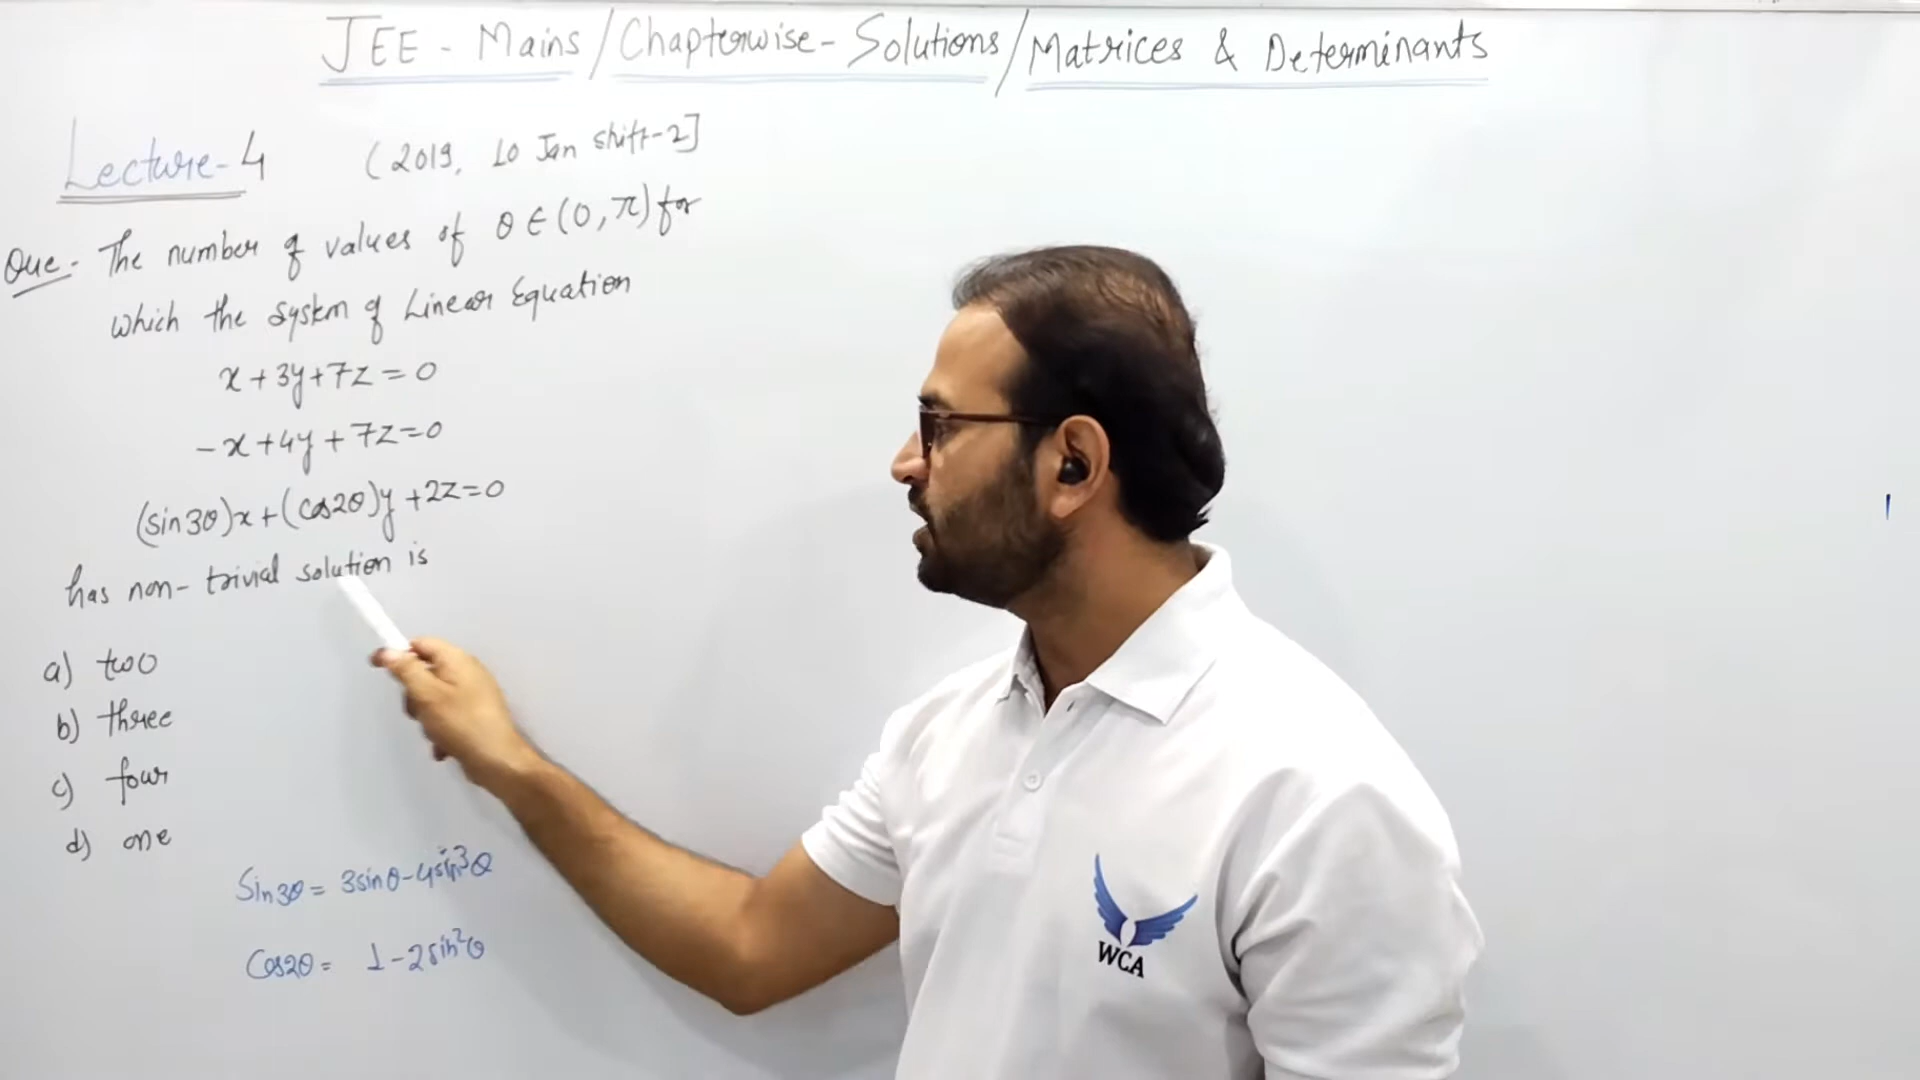 JEE - Mains / Chapterwise - Solutions / Matrices & Determinants
Lecture-4 (2019, 10 Jan shift-2]
Que- The number of values of θ ∈ (0, π) for
which the system of Linear Equation
x + 3y + 7z = 0
-x + 4y + 7z = 0
(sin3θ)x + (cos2θ)y + 2z = 0
has non-trivial solution is
a) two
b) three
c) four
d) one
Sin3θ = 3sinθ - 4sin³θ
Cos2θ = 1 - 2sin²θ
WCA